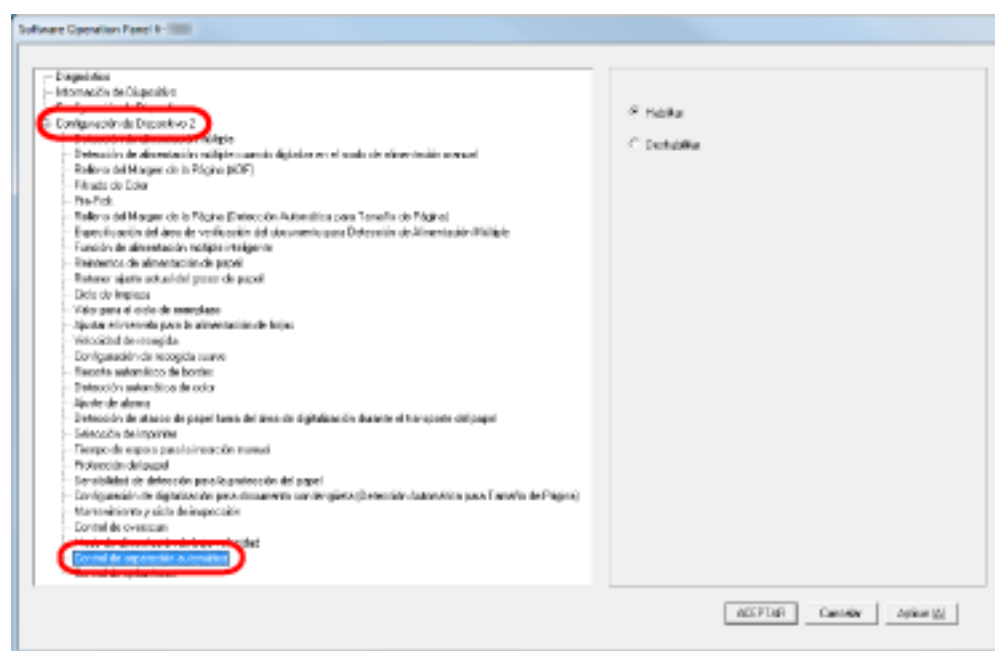 Software Operation Panel fi-
Diagnóstico
Información de Dispositivo
Configuración de Dispositivo 2
Detección de alimentación múltiple
Detección de alimentación múltiple cuando digitaliza en el modo de alimentación manual
Relleno del Margen de la Página (ADF)
Filtrado de Color
Pre-Pick
Relleno del Margen de la Página (Detección Automática para Tamaño de Página)
Especificación del área de verificación del documento para Detección de Alimentación Múltiple
Función de alimentación múltiple inteligente
Reintentos de alimentación de papel
Retener ajuste actual del grosor de papel
Ciclo de limpieza
Valor para el ciclo de reemplazo
Ajustar el intervalo para la alimentación de hojas
Velocidad de recogida
Configuración de recogida suave
Recorte automático de bordes
Detección automática de color
Ajuste de alarma
Detección de atascos de papel fuera del área de digitalización durante el transporte del papel
Selección de imprinter
Tiempo de espera para la inserción manual
Protección del papel
Sensibilidad de detección para la protección del papel
Configuración de digitalización para documento con lengüeta (Detección Automática para Tamaño de Página)
Mantenimiento y ciclo de inspección
Control de overscan
Control de separación automático
Habilitar
Deshabilitar
ACEPTAR
Cancelar
Aplicar (A)